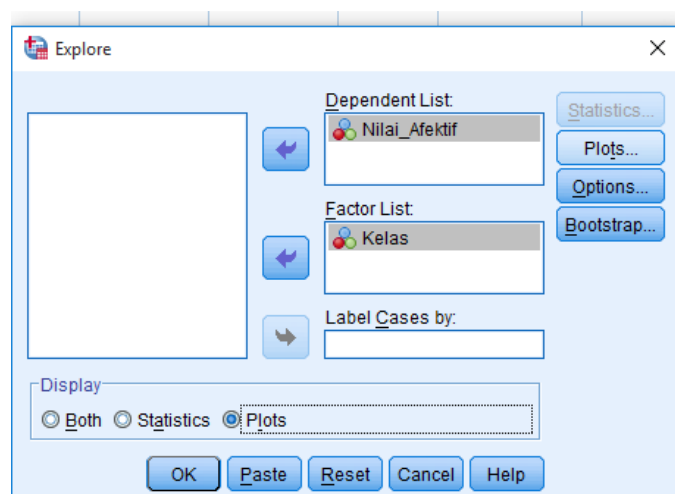 Explore
Dependent List:
Nilai_Afektif
Factor List:
Kelas
Label Cases by:
Statistics...
Plots...
Options...
Bootstrap...
Display
Both Statistics Plots
OK Paste Reset Cancel Help